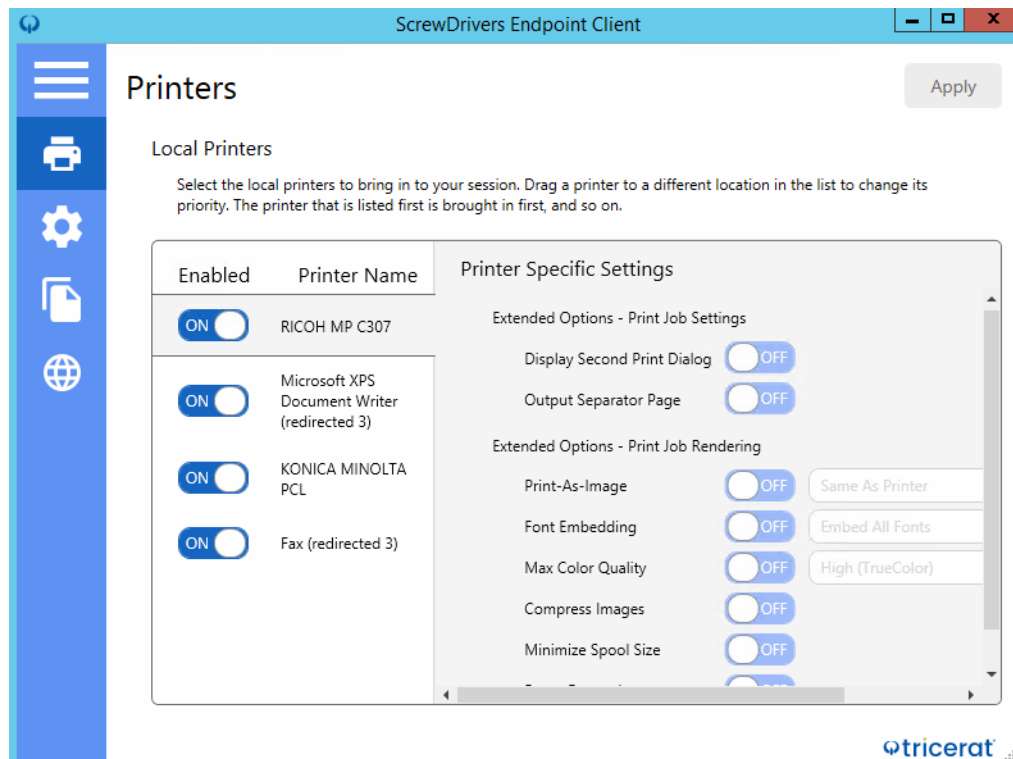 ScrewDrivers Endpoint Client
Printers
Apply
Local Printers
Select the local printers to bring in to your session. Drag a printer to a different location in the list to change its
priority. The printer that is listed first is brought in first, and so on.
Enabled
Printer Name
Printer Specific Settings
ON
RICOH MP C307
Extended Options - Print Job Settings
Display Second Print Dialog
OFF
ON
Microsoft XPS
Document Writer
(redirected 3)
Output Separator Page
OFF
Extended Options - Print Job Rendering
ON
KONICA MINOLTA
PCL
Print-As-Image
OFF
Same As Printer
Font Embedding
OFF
Embed All Fonts
ON
Fax (redirected 3)
Max Color Quality
OFF
High (TrueColor)
Compress Images
OFF
Minimize Spool Size
OFF
tricerat